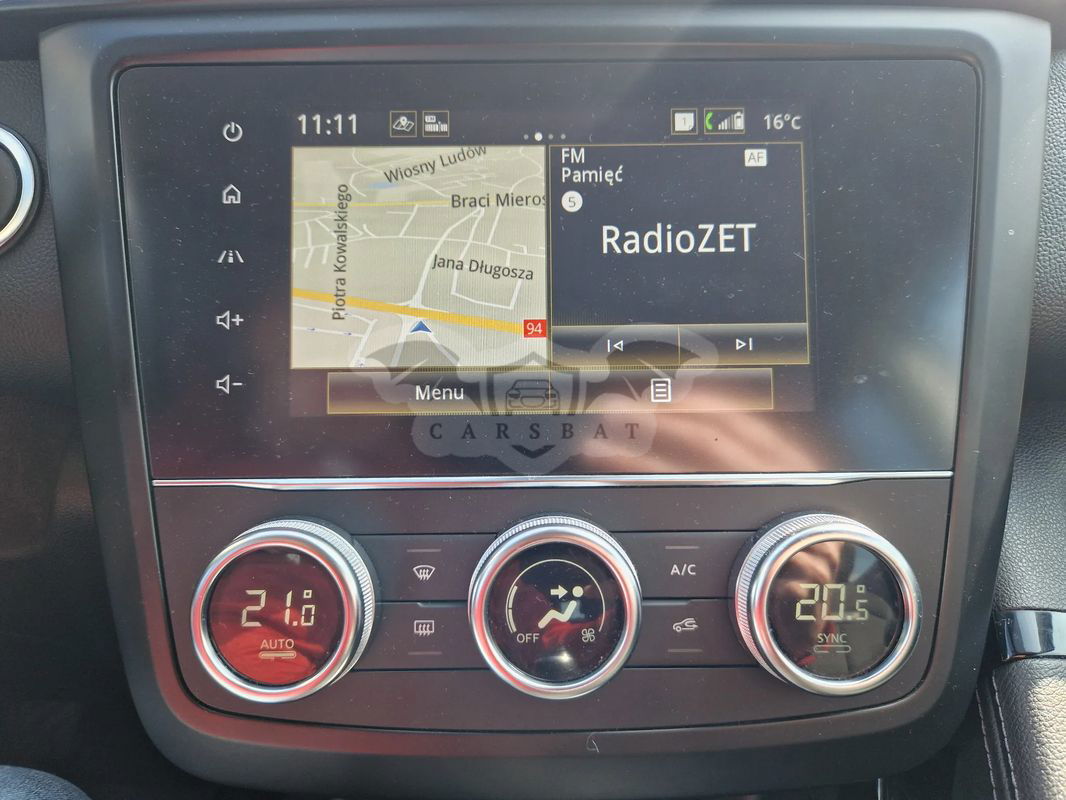 11:11
1
16°C
Wiosny Ludów
Braci Mieros
Piotra Kowalskiego
Jana Długosza
94
FM
AF
Pamięć
5
RadioZET
Menu
CARSBAT
21.0
AUTO
OFF
A/C
20.5
SYNC